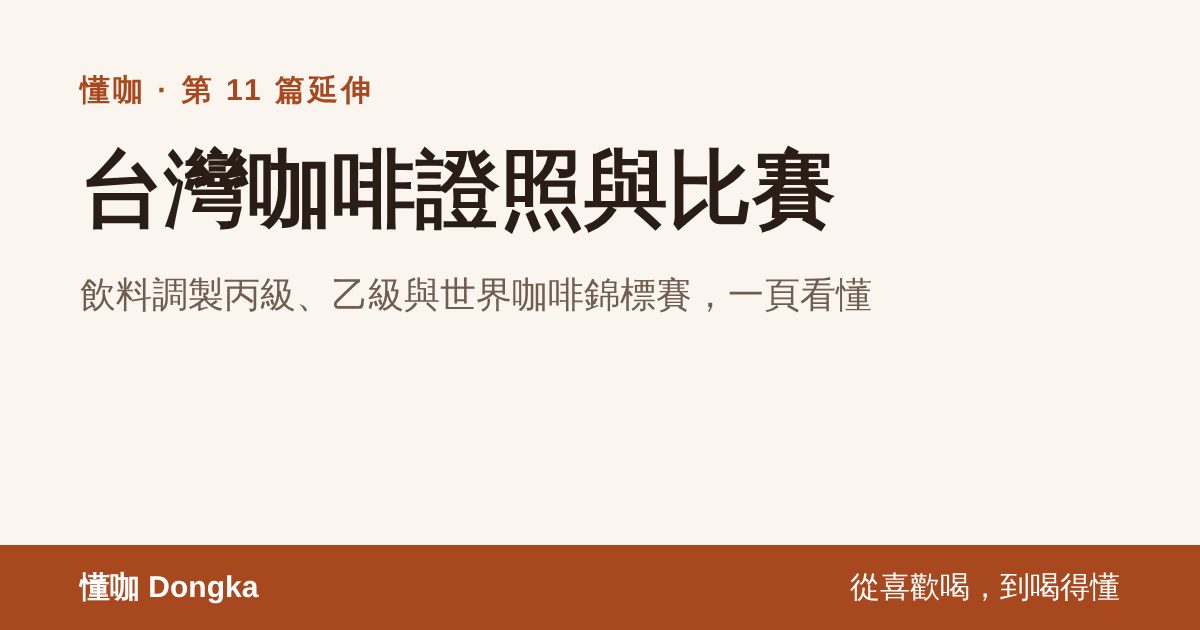 懂咖 · 第 11 篇延伸
台灣咖啡證照與比賽
飲料調製丙級、乙級與世界咖啡錦標賽，一頁看懂
懂咖 Dongka
從喜歡喝，到喝得懂